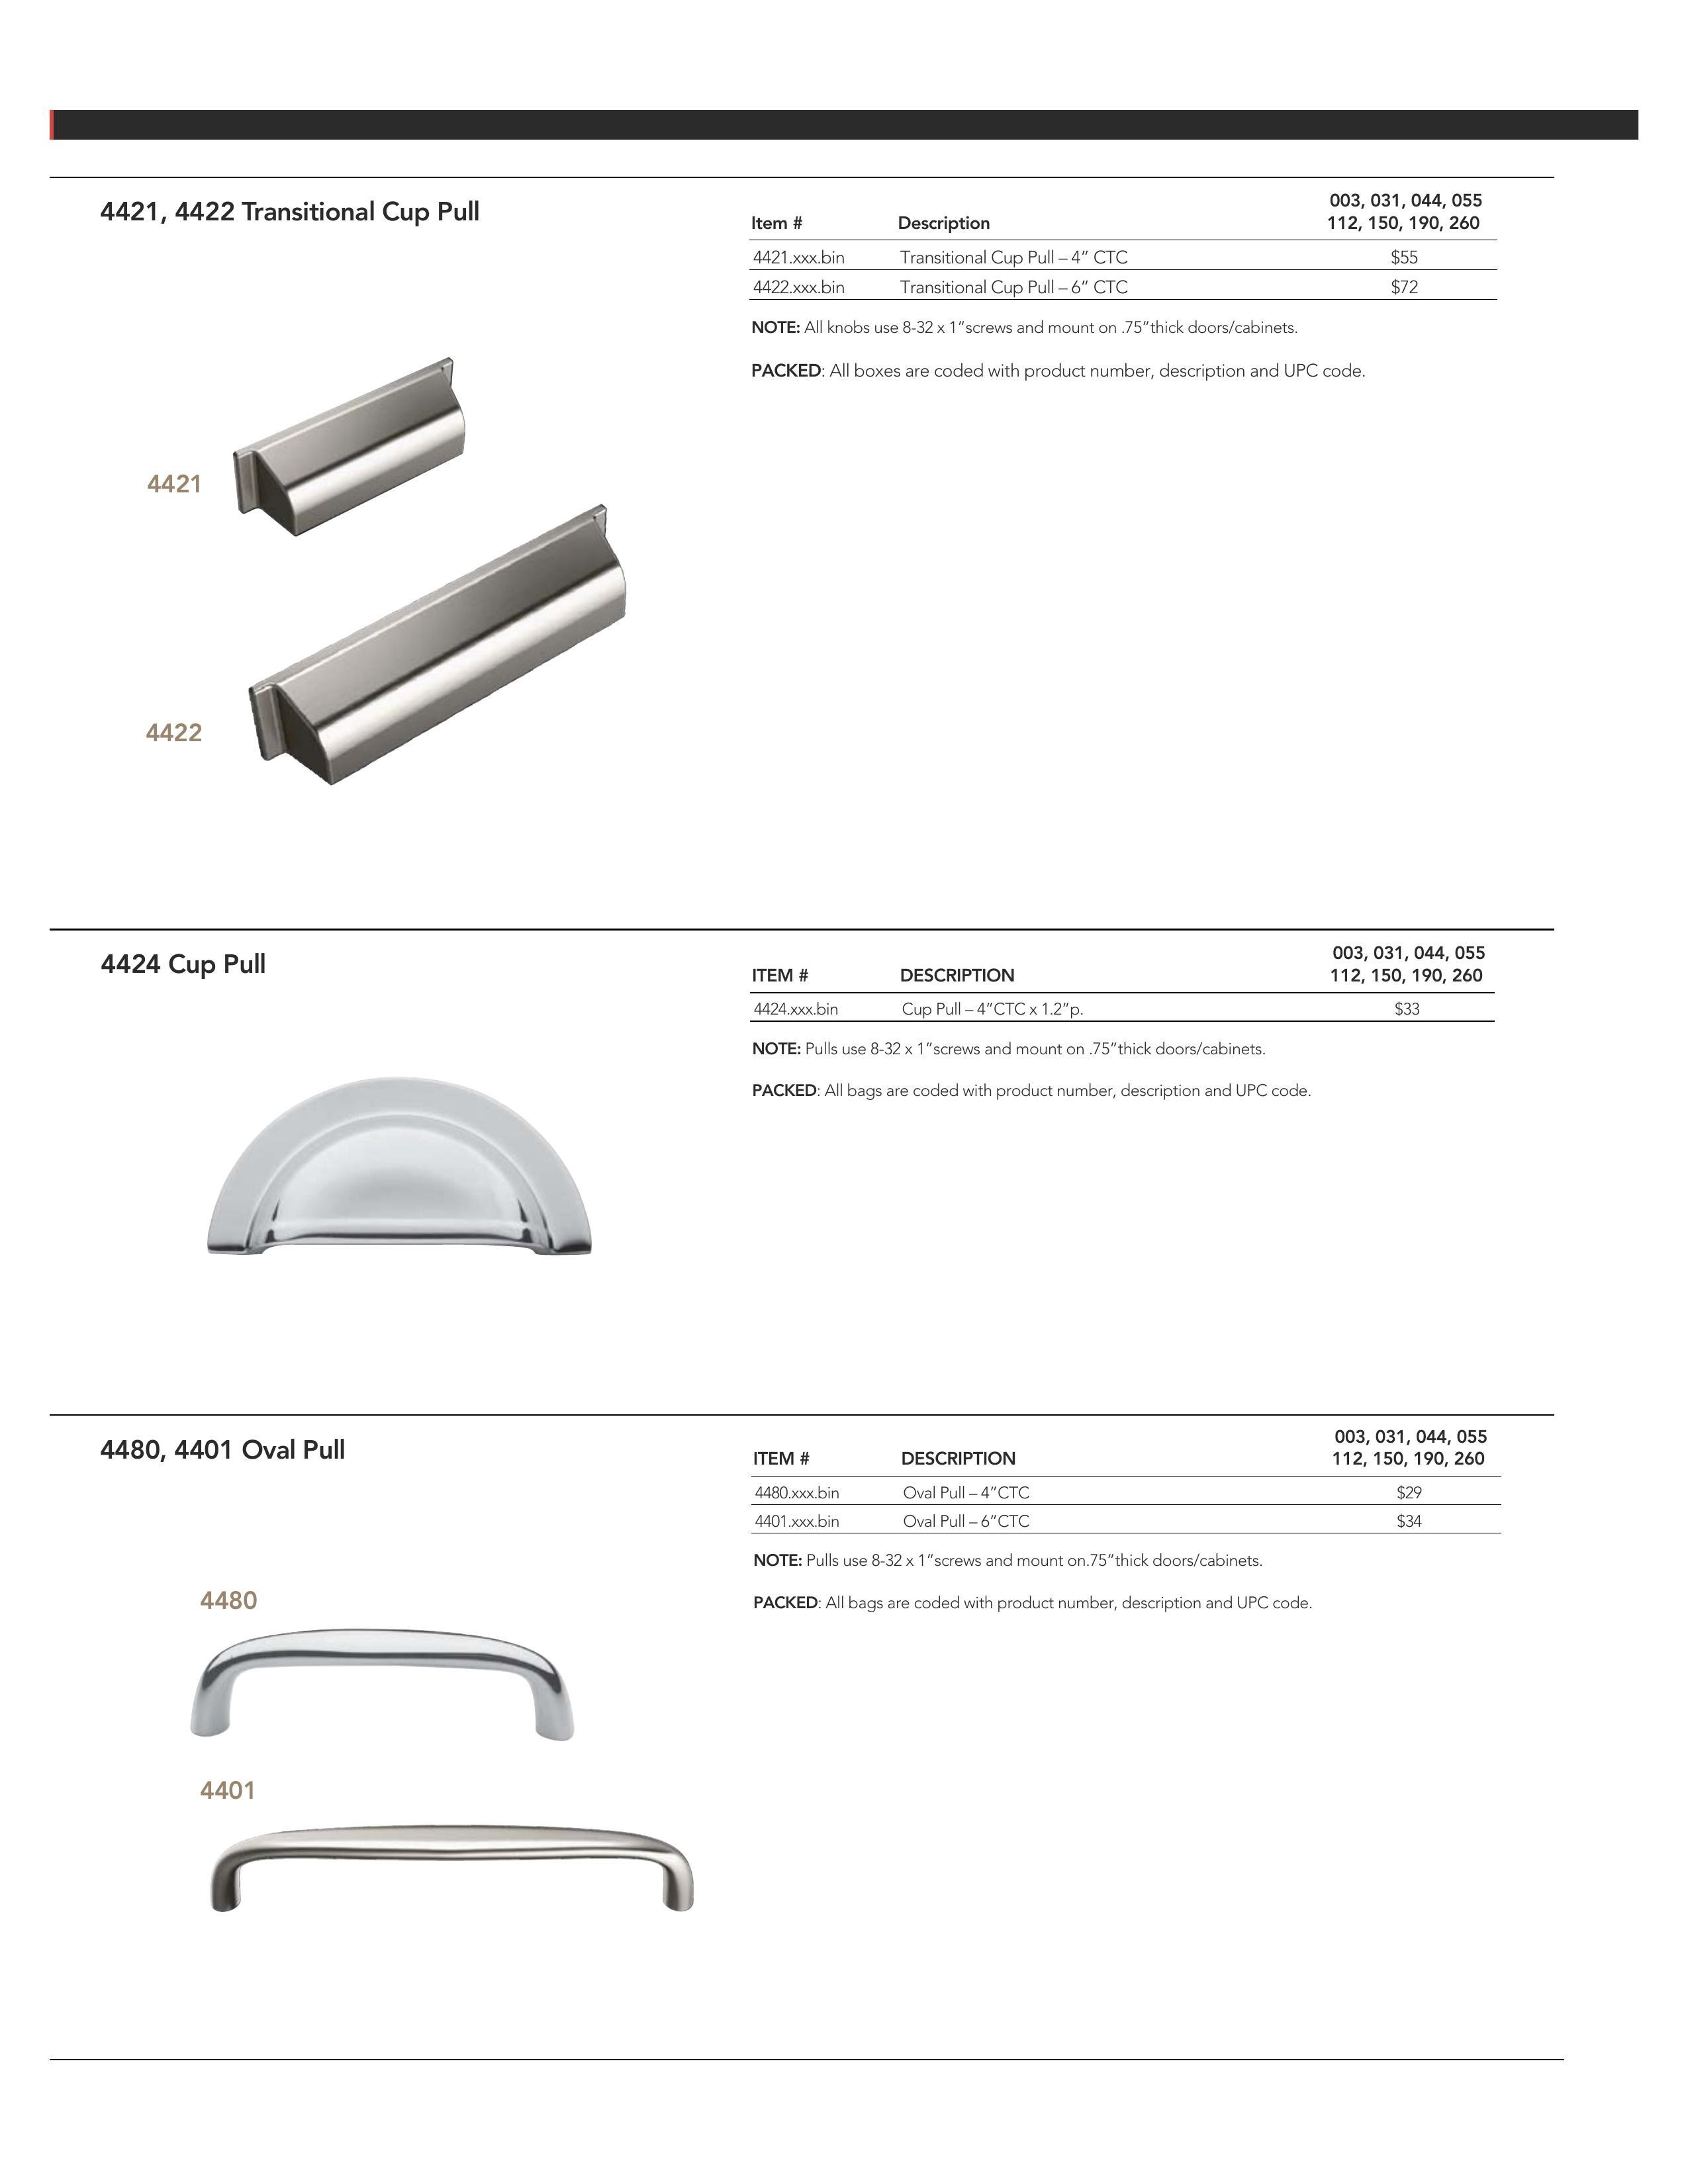 4421, 4422 Transitional Cup Pull
003, 031, 044, 055
Item # Description 112, 150, 190, 260
4421.xxx.bin Transitional Cup Pull – 4” CTC $55
4422.xxx.bin Transitional Cup Pull – 6” CTC $72
NOTE: All knobs use 8-32 x 1”screws and mount on .75”thick doors/cabinets.
PACKED: All boxes are coded with product number, description and UPC code.
4421
4422
4424 Cup Pull
003, 031, 044, 055
ITEM # DESCRIPTION 112, 150, 190, 260
4424.xxx.bin Cup Pull – 4”CTC x 1.2”p. $33
NOTE: Pulls use 8-32 x 1”screws and mount on .75”thick doors/cabinets.
PACKED: All bags are coded with product number, description and UPC code.
4480, 4401 Oval Pull
003, 031, 044, 055
ITEM # DESCRIPTION 112, 150, 190, 260
4480.xxx.bin Oval Pull – 4”CTC $29
4401.xxx.bin Oval Pull – 6”CTC $34
NOTE: Pulls use 8-32 x 1”screws and mount on.75”thick doors/cabinets.
PACKED: All bags are coded with product number, description and UPC code.
4480
4401